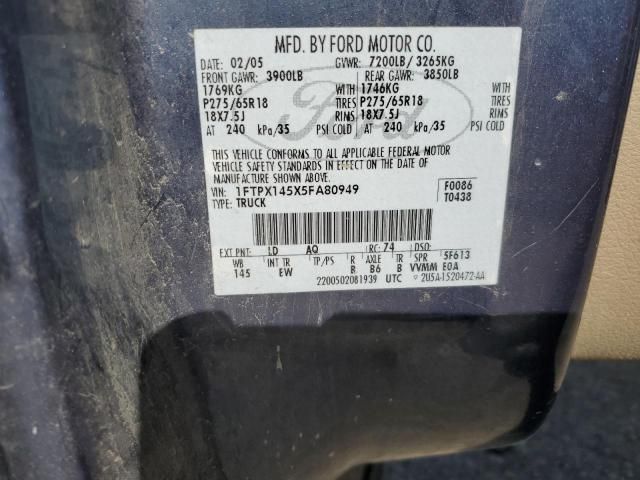 MFD. BY FORD MOTOR CO.
DATE: 02/05 GVWR: 7200LB/ 3265KG
FRONT GAWR: 3900LB REAR GAWR: 3850LB
1769KG WITH 1746KG WITH
P275/65R18 TIRES P275/65R18 TIRES
18X7.5J RIMS 18X7.5J RIMS
AT 240 kPa/35 PSI COLD AT 240 kPa/35 PSI COLD
THIS VEHICLE CONFORMS TO ALL APPLICABLE FEDERAL MOTOR
VEHICLE SAFETY STANDARDS IN EFFECT ON THE DATE OF
MANUFACTURE SHOWN ABOVE.
VIN: 1FTPX145X5FA80949 F0086
TYPE: TRUCK T0438
EXT PNT: LD AQ RC: 74 DSO:
WB INT TR TP/PS R AXLE TR SPR 5F613
145 EW B B6 B VVMM E0A
2200502081939 UTC 2U5A-1520472-AA
Ford